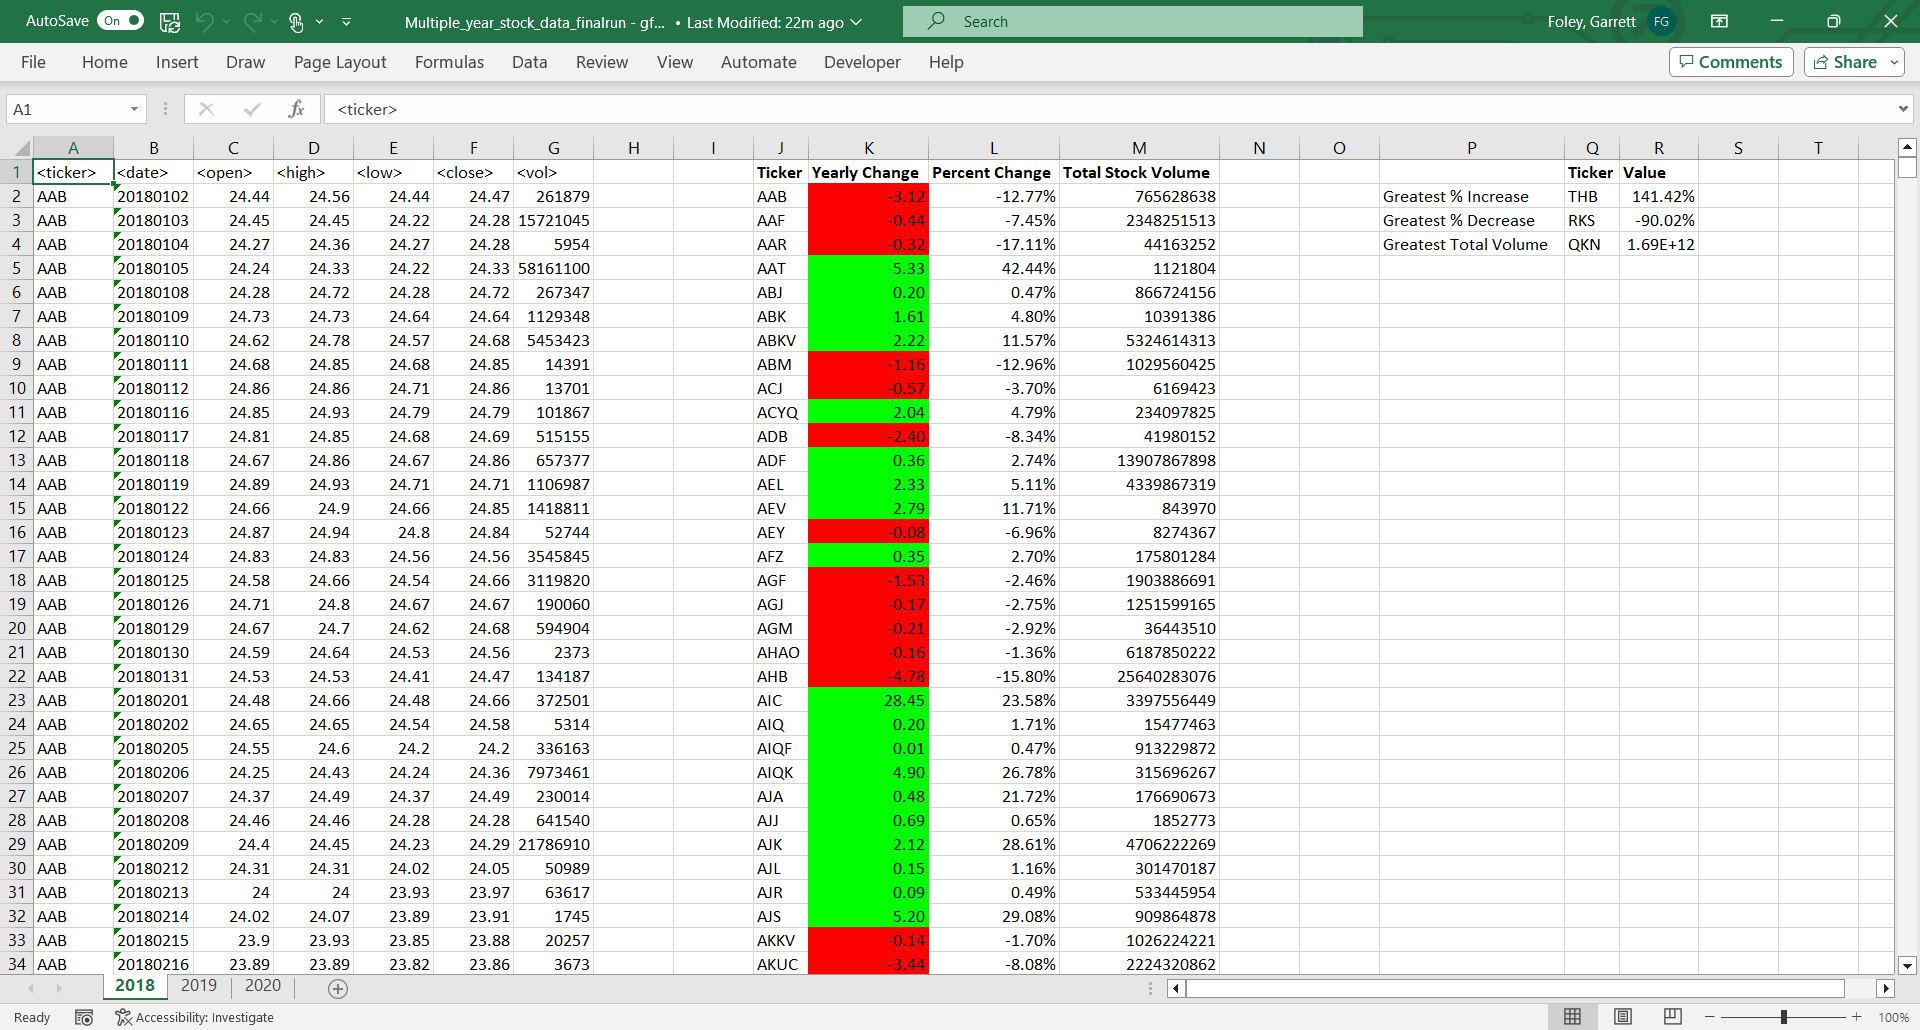 AutoSave On Multiple_year_stock_data_finalrun - gf... • Last Modified: 22m ago Search Foley, Garrett FG
File Home Insert Draw Page Layout Formulas Data Review View Automate Developer Help Comments Share
A1 fx <ticker>
A B C D E F G H I J K L M N O P Q R S T
1 <ticker> <date> <open> <high> <low> <close> <vol> Ticker Yearly Change Percent Change Total Stock Volume Ticker Value
2 AAB 20180102 24.44 24.56 24.44 24.47 261879 AAB -3.12 -12.77% 765628638 Greatest % Increase THB 141.42%
3 AAB 20180103 24.45 24.45 24.22 24.28 15721045 AAF -0.44 -7.45% 2348251513 Greatest % Decrease RKS -90.02%
4 AAB 20180104 24.27 24.36 24.27 24.28 5954 AAR -0.32 -17.11% 44163252 Greatest Total Volume QKN 1.69E+12
5 AAB 20180105 24.24 24.33 24.22 24.33 58161100 AAT 5.33 42.44% 1121804
6 AAB 20180108 24.28 24.72 24.28 24.72 267347 ABJ 0.20 0.47% 866724156
7 AAB 20180109 24.73 24.73 24.64 24.64 1129348 ABK 1.61 4.80% 10391386
8 AAB 20180110 24.62 24.78 24.57 24.68 5453423 ABKV 2.22 11.57% 5324614313
9 AAB 20180111 24.68 24.85 24.68 24.85 14391 ABM -1.16 -12.96% 1029560425
10 AAB 20180112 24.86 24.86 24.71 24.86 13701 ACJ -0.57 -3.70% 6169423
11 AAB 20180116 24.85 24.93 24.79 24.79 101867 ACYQ 2.04 4.79% 234097825
12 AAB 20180117 24.81 24.85 24.68 24.69 515155 ADB -2.40 -8.34% 41980152
13 AAB 20180118 24.67 24.86 24.67 24.86 657377 ADF 0.36 2.74% 13907867898
14 AAB 20180119 24.89 24.93 24.71 24.71 1106987 AEL 2.33 5.11% 4339867319
15 AAB 20180122 24.66 24.9 24.66 24.85 1418811 AEV 2.79 11.71% 843970
16 AAB 20180123 24.87 24.94 24.8 24.84 52744 AEY -0.08 -6.96% 8274367
17 AAB 20180124 24.83 24.83 24.56 24.56 3545845 AFZ 0.35 2.70% 175801284
18 AAB 20180125 24.58 24.66 24.54 24.66 3119820 AGF -1.53 -2.46% 1903886691
19 AAB 20180126 24.71 24.8 24.67 24.67 190060 AGJ -0.17 -2.75% 1251599165
20 AAB 20180129 24.67 24.7 24.62 24.68 594904 AGM -0.21 -2.92% 36443510
21 AAB 20180130 24.59 24.64 24.53 24.56 2373 AHAO -0.16 -1.36% 6187850222
22 AAB 20180131 24.53 24.53 24.41 24.47 134187 AHB -4.78 -15.80% 25640283076
23 AAB 20180201 24.48 24.66 24.48 24.66 372501 AIC 28.45 23.58% 3397556449
24 AAB 20180202 24.65 24.65 24.54 24.58 5314 AIQ 0.20 1.71% 15477463
25 AAB 20180205 24.55 24.6 24.2 24.2 336163 AIQF 0.01 0.47% 913229872
26 AAB 20180206 24.25 24.43 24.24 24.36 7973461 AIQK 4.90 26.78% 315696267
27 AAB 20180207 24.37 24.49 24.37 24.49 230014 AJA 0.48 21.72% 176690673
28 AAB 20180208 24.46 24.46 24.28 24.28 641540 AJJ 0.69 0.65% 1852773
29 AAB 20180209 24.4 24.45 24.23 24.29 21786910 AJK 2.12 28.61% 4706222269
30 AAB 20180212 24.31 24.31 24.02 24.05 50989 AJL 0.15 1.16% 301470187
31 AAB 20180213 24 24 23.93 23.97 63617 AJR 0.09 0.49% 533445954
32 AAB 20180214 24.02 24.07 23.89 23.91 1745 AJS 5.20 29.08% 909864878
33 AAB 20180215 23.9 23.93 23.85 23.88 20257 AKKV -0.14 -1.70% 1026224221
34 AAB 20180216 23.89 23.89 23.82 23.86 3673 AKUC -3.44 -8.08% 2224320862
2018 2019 2020
Ready Accessibility: Investigate 100%